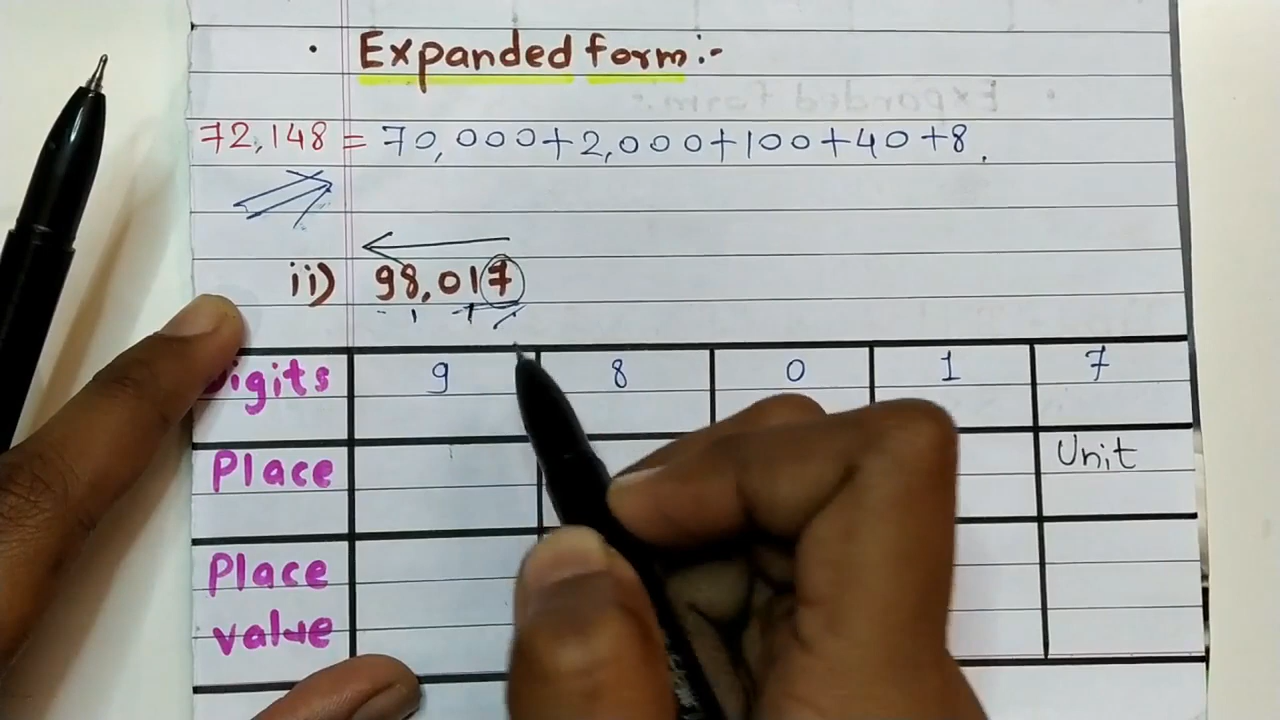 Expanded form:-
72,148 = 70,000+2,000+100+40+8.
ii) 98,017
Digits 9 8 0 1 7
Place Unit
Place
value